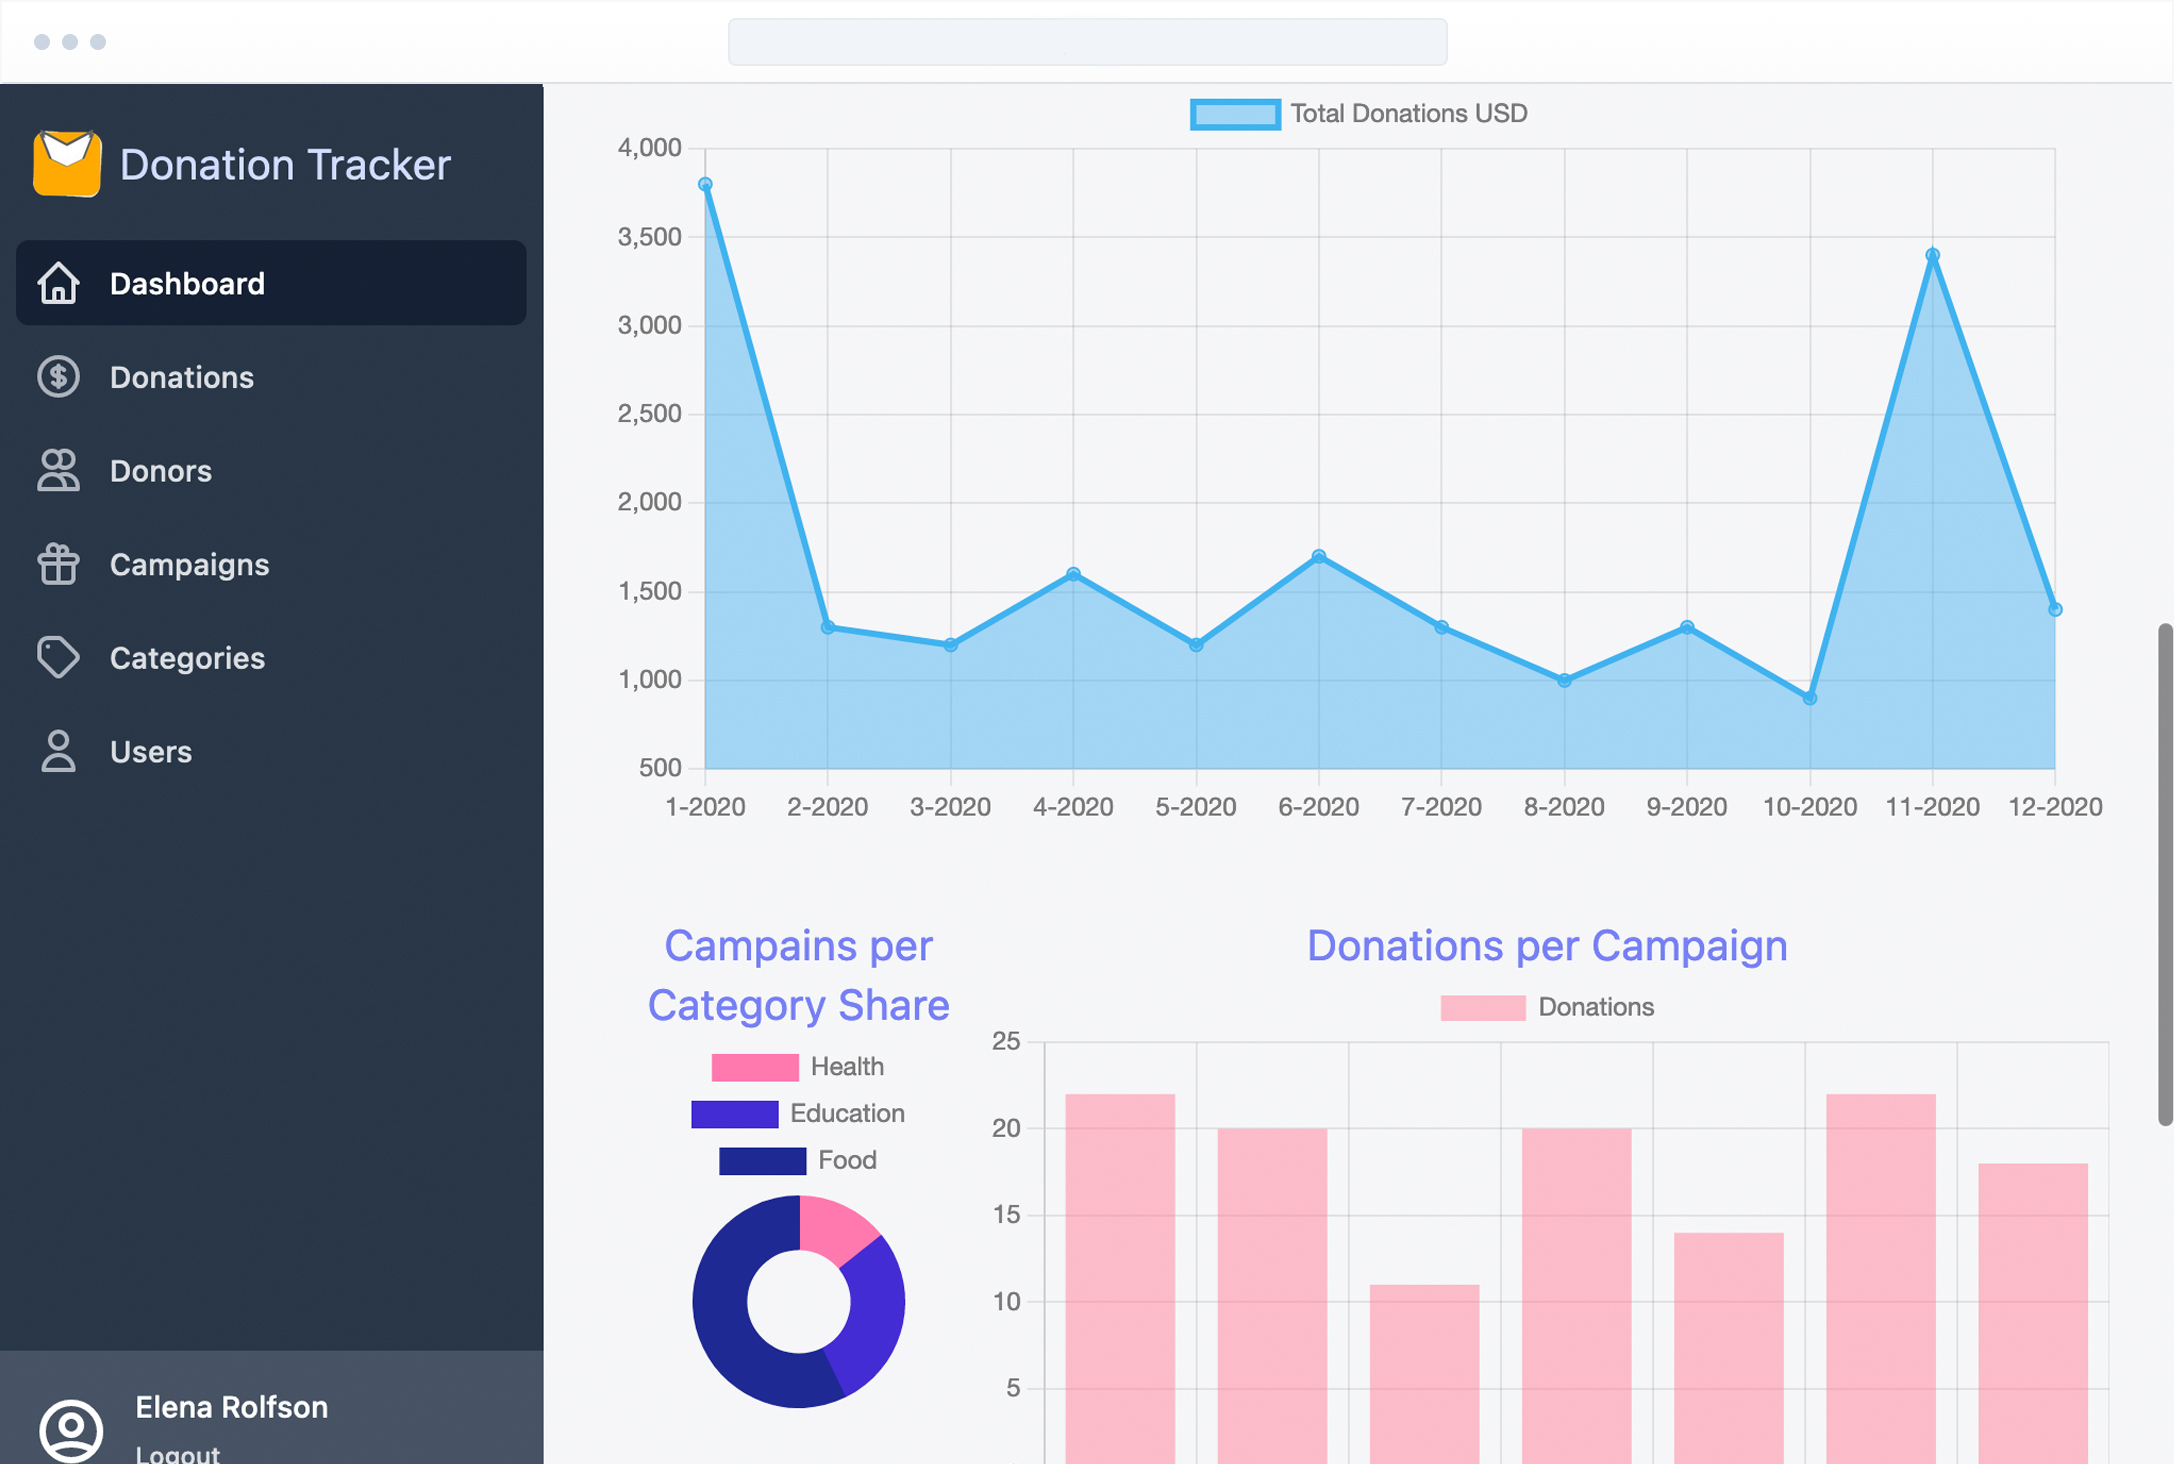 Donation Tracker
Dashboard
Donations
Donors
Campaigns
Categories
Users
Elena Rolfson
Logout
Total Donations USD
4,000
3,500
3,000
2,500
2,000
1,500
1,000
500
1-2020 2-2020 3-2020 4-2020 5-2020 6-2020 7-2020 8-2020 9-2020 10-2020 11-2020 12-2020
Campains per
Category Share
Health
Education
Food
Donations per Campaign
Donations
25
20
15
10
5